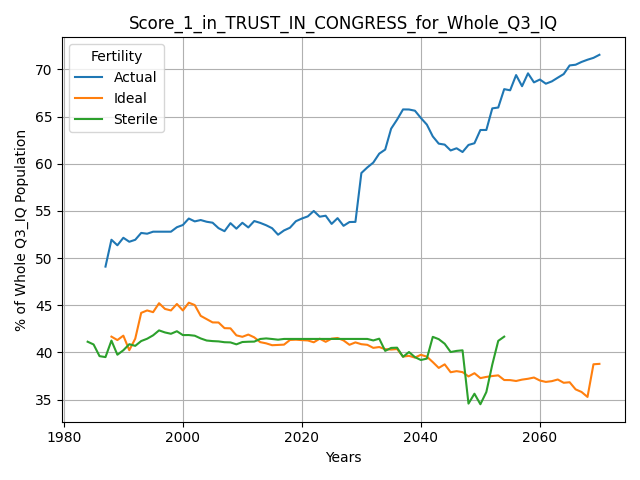 Score_1_in_TRUST_IN_CONGRESS_for_Whole_Q3_IQ
Fertility
Actual
Ideal
Sterile
% of Whole Q3_IQ Population
70
65
60
55
50
45
40
35
1980
2000
2020
2040
2060
Years